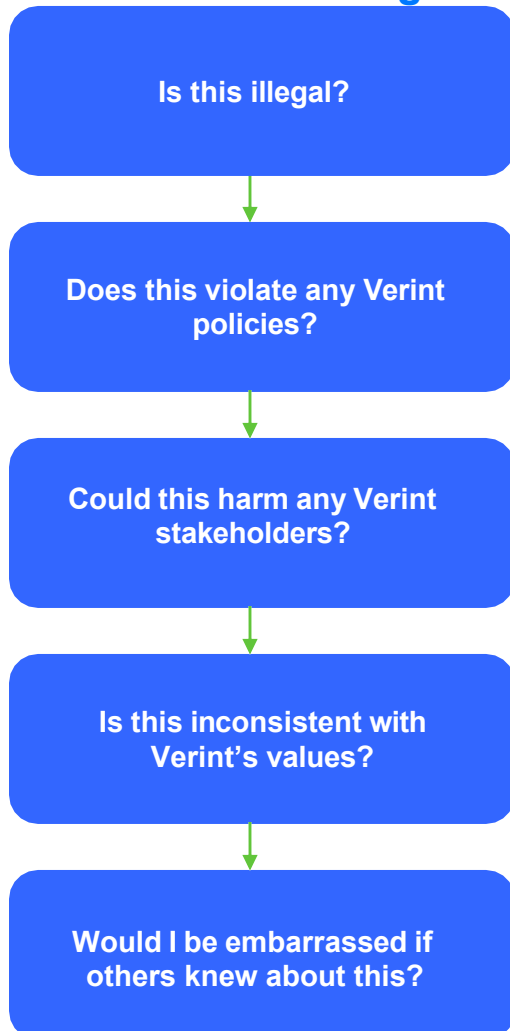 Is this illegal?
Does this violate any Verint
policies?
Could this harm any Verint
stakeholders?
Is this inconsistent with
Verint’s values?
Would I be embarrassed if
others knew about this?